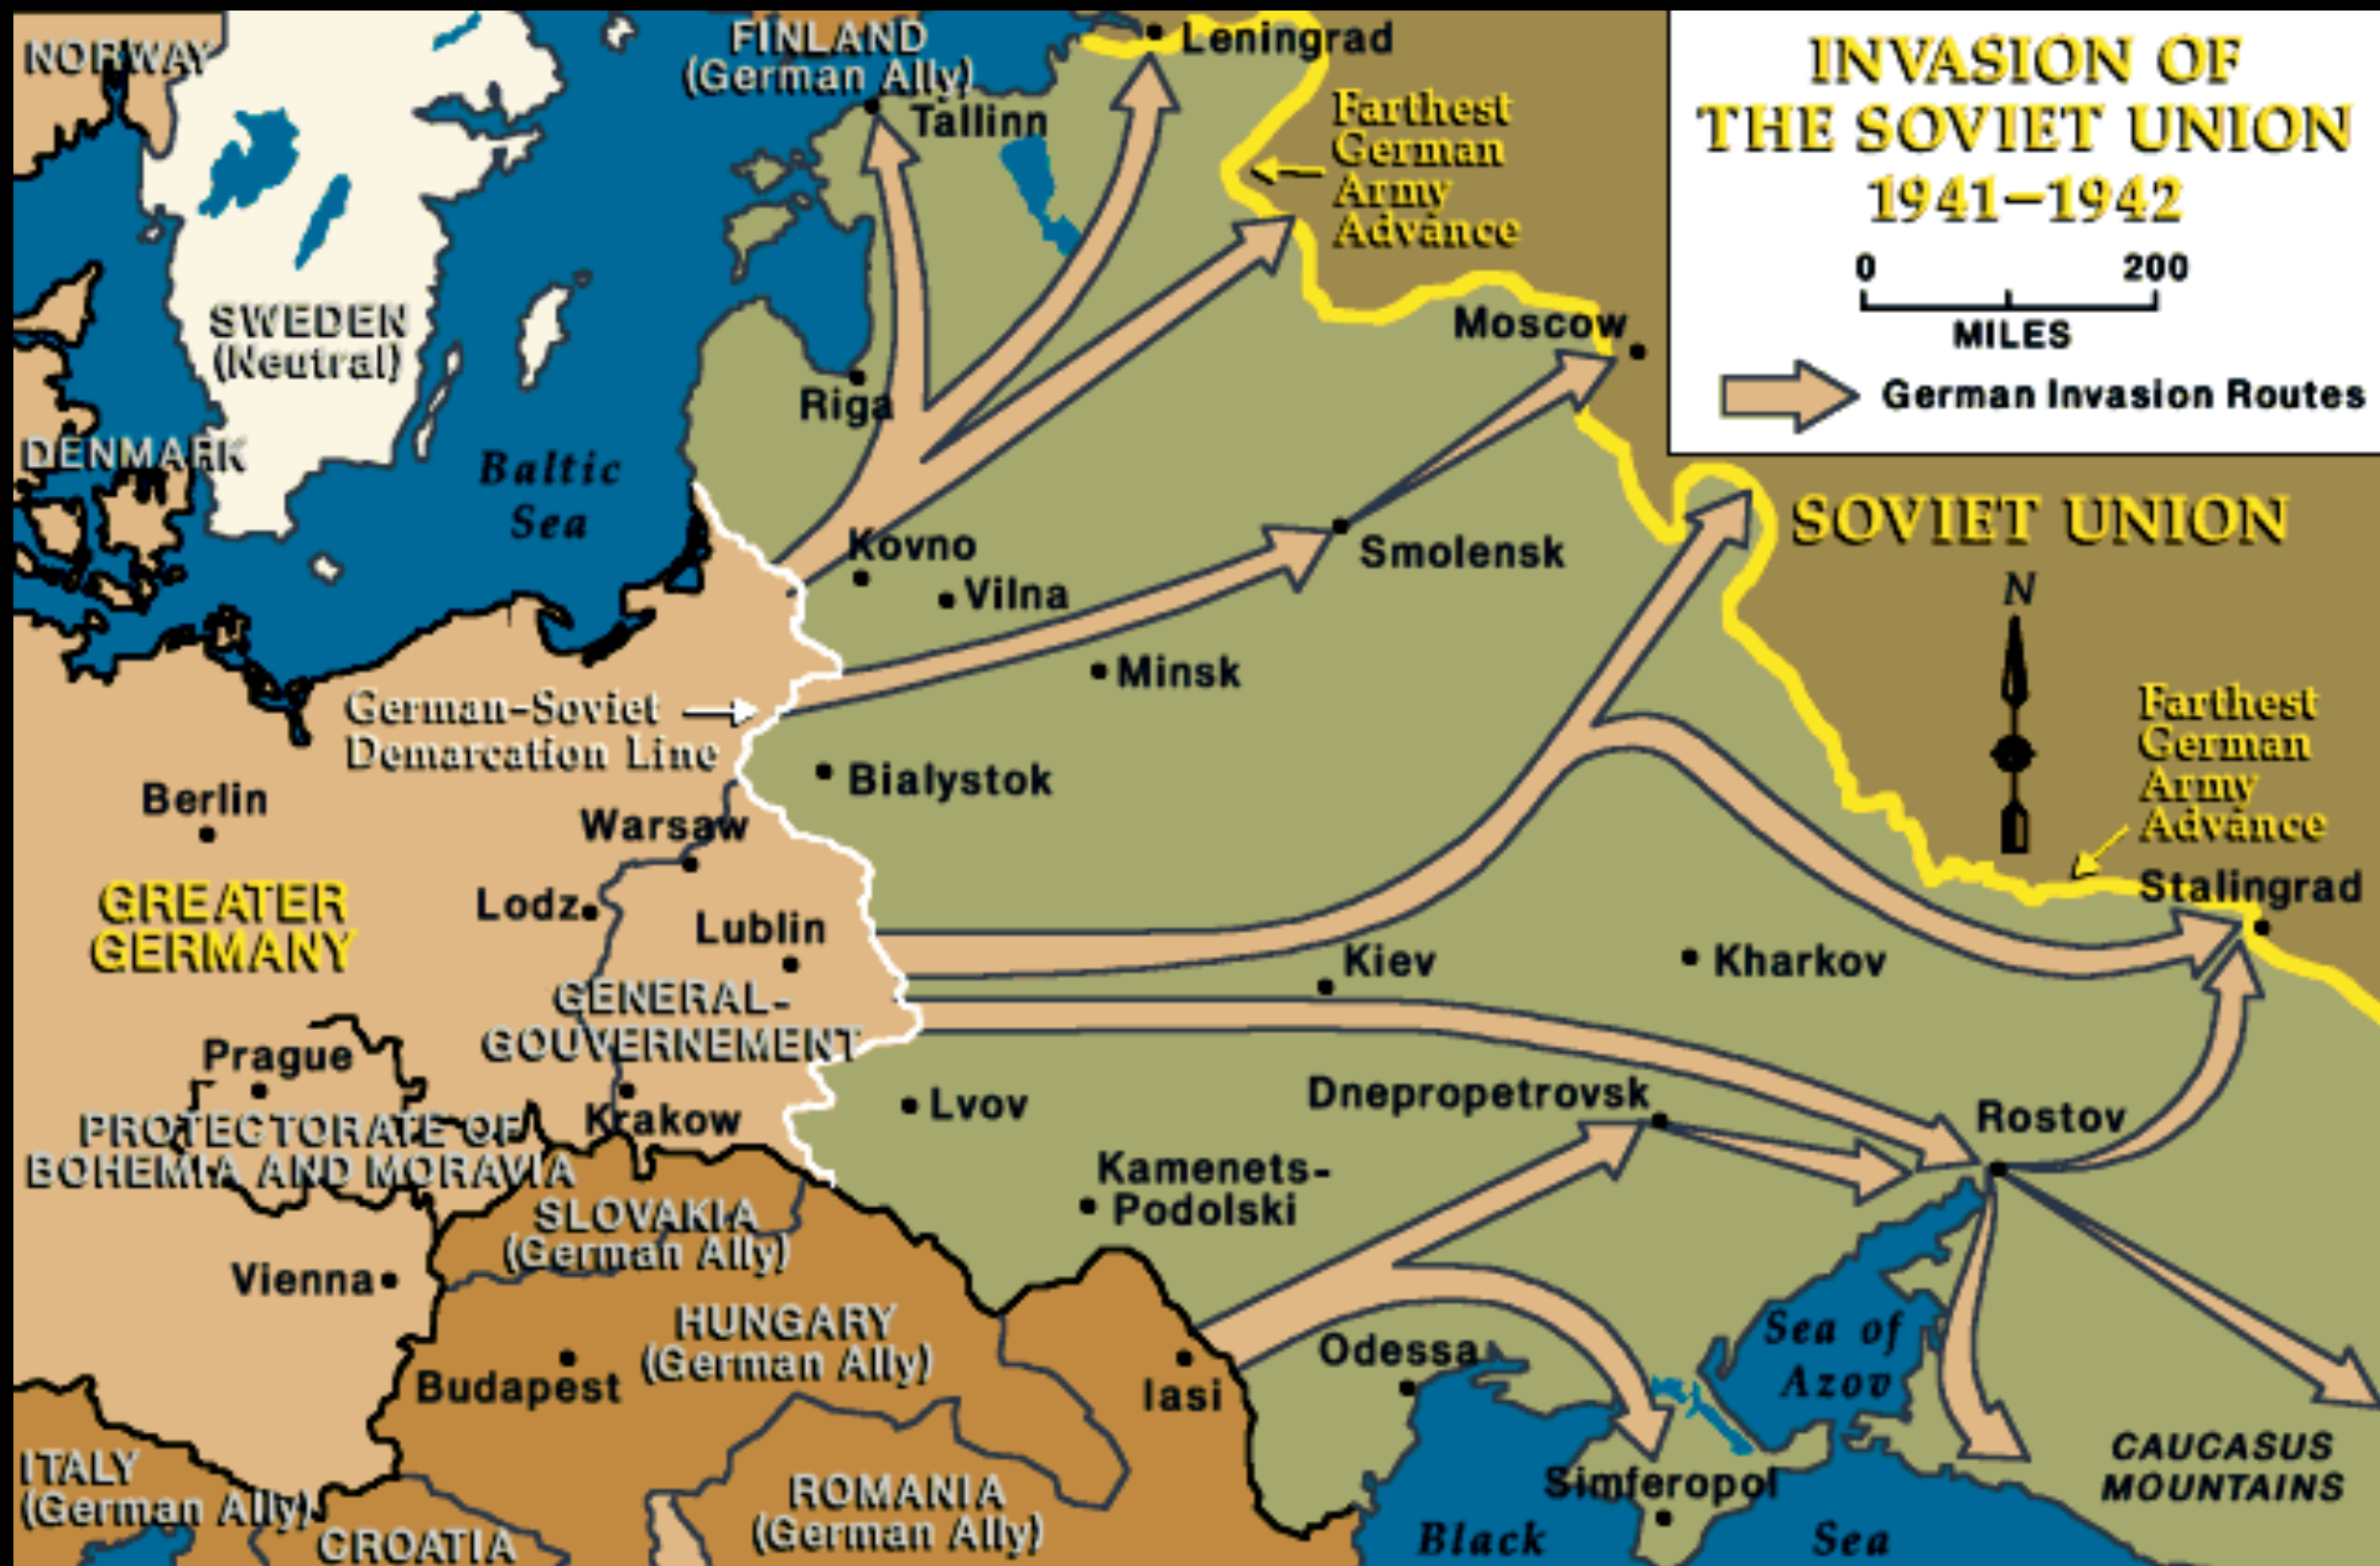 NORWAY
FINLAND
(German Ally)
Leningrad
Tallinn
Farthest
German
Army
Advance
INVASION OF
THE SOVIET UNION
1941–1942
0 200
MILES
German Invasion Routes
SWEDEN
(Neutral)
Moscow
Riga
DENMARK
Baltic
Sea
SOVIET UNION
Kovno
Smolensk
Vilna
N
Minsk
German-Soviet
Demarcation Line
Farthest
German
Army
Advance
Bialystok
Berlin
Warsaw
Stalingrad
GREATER
GERMANY
Lodz
Lublin
Kiev
Kharkov
GENERAL-
GOUVERNEMENT
Prague
Lvov
Dnepropetrovsk
Rostov
Krakow
PROTECTORATE OF
BOHEMIA AND MORAVIA
Kamenets-
Podolski
SLOVAKIA
(German Ally)
Vienna
HUNGARY
(German Ally)
Budapest
Odessa
Iasi
Sea of
Azov
CAUCASUS
MOUNTAINS
ITALY
(German Ally)
ROMANIA
(German Ally)
Simferopol
CROATIA
Black Sea